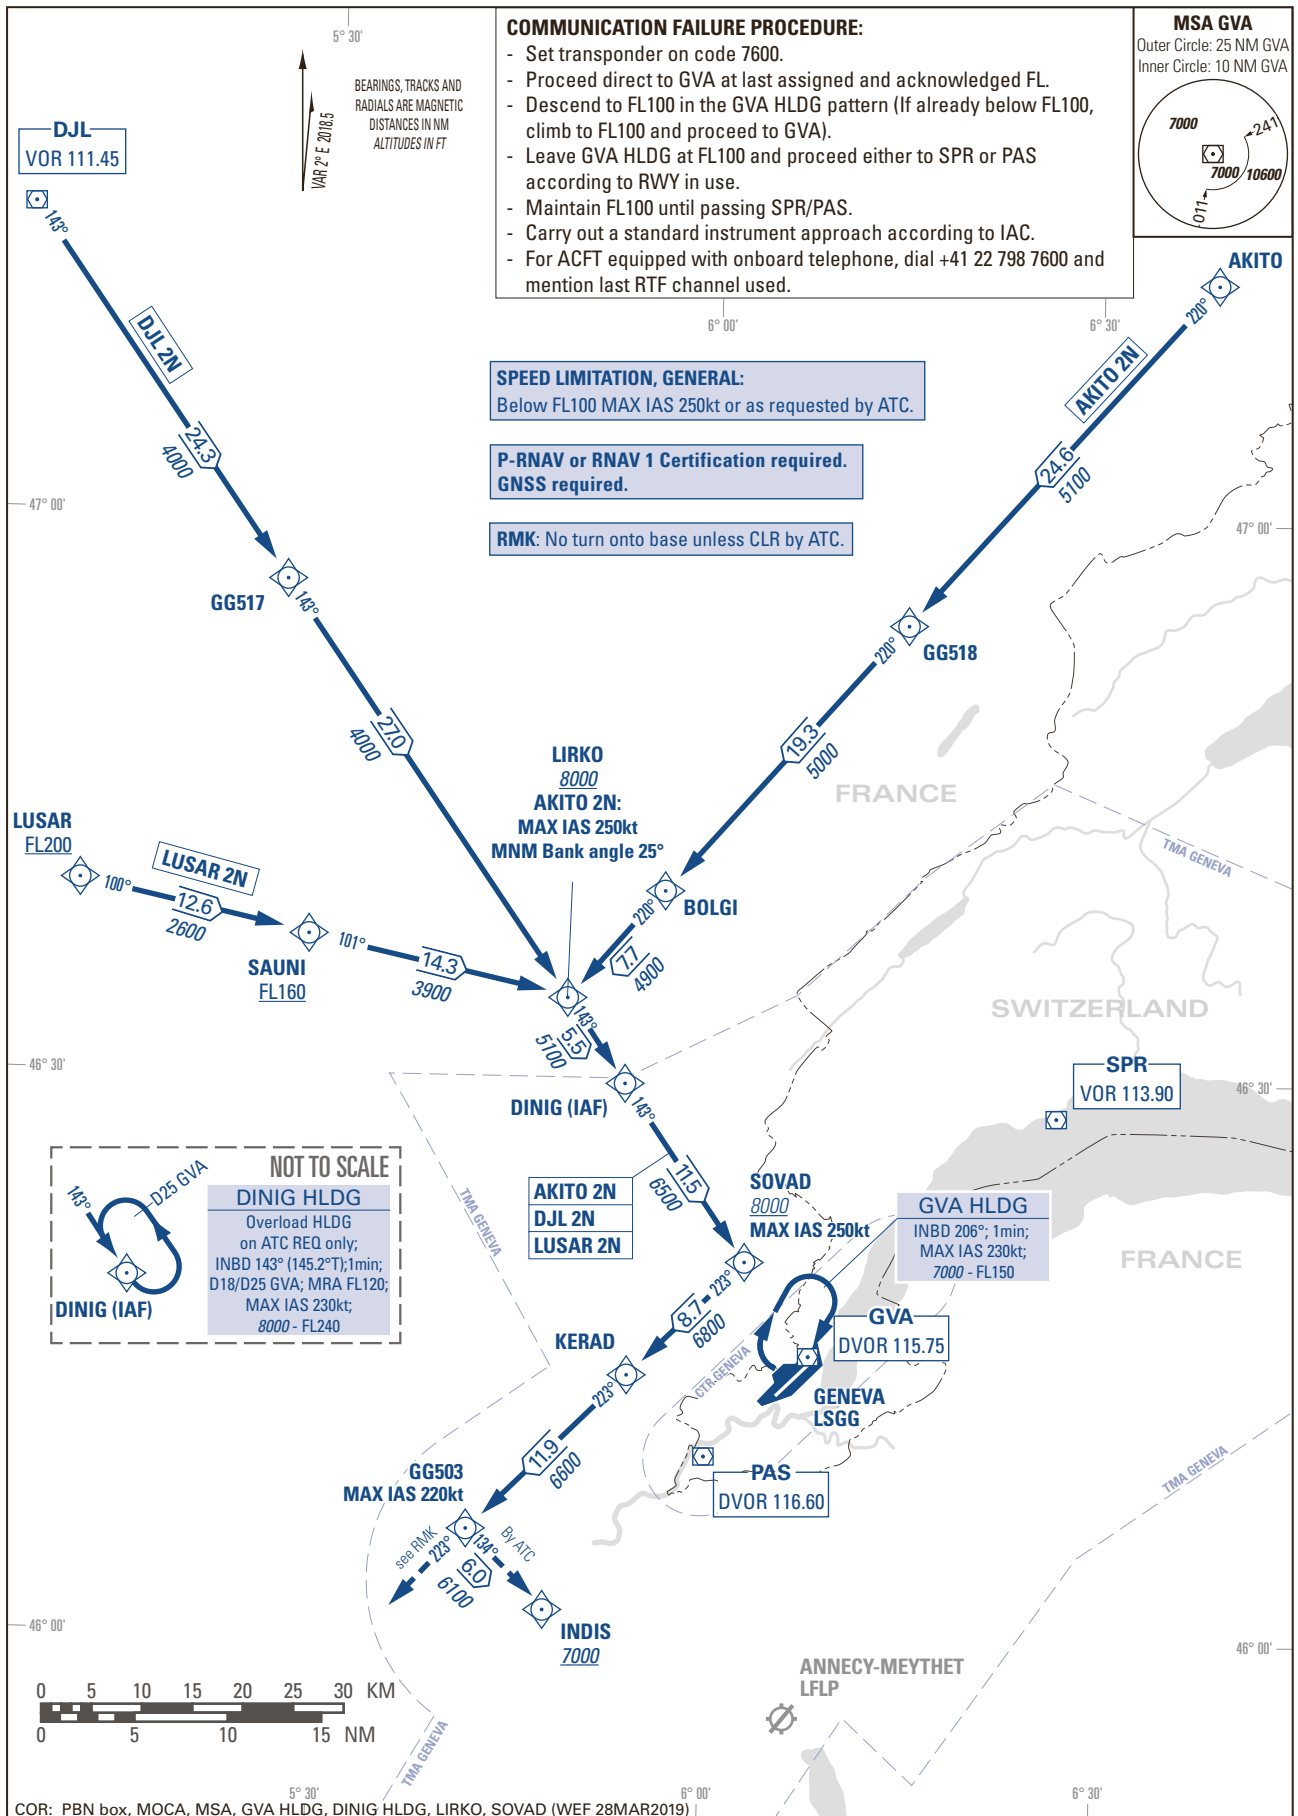 COMMUNICATION FAILURE PROCEDURE:
- Set transponder on code 7600.
- Proceed direct to GVA at last assigned and acknowledged FL.
- Descend to FL100 in the GVA HLDG pattern (If already below FL100,
climb to FL100 and proceed to GVA).
- Leave GVA HLDG at FL100 and proceed either to SPR or PAS
according to RWY in use.
- Maintain FL100 until passing SPR/PAS.
- Carry out a standard instrument approach according to IAC.
- For ACFT equipped with onboard telephone, dial +41 22 798 7600 and
mention last RTF channel used.
MSA GVA
Outer Circle: 25 NM GVA
Inner Circle: 10 NM GVA
7000
241
7000
10600
011
5° 30'
BEARINGS, TRACKS AND
RADIALS ARE MAGNETIC
DISTANCES IN NM
ALTITUDES IN FT
VAR 2° E 2018.5
DJL
VOR 111.45
143°
DJL 2N
24.3
4000
AKITO
220°
6° 00'
6° 30'
AKITO 2N
24.6
5100
SPEED LIMITATION, GENERAL:
Below FL100 MAX IAS 250kt or as requested by ATC.
P-RNAV or RNAV 1 Certification required.
GNSS required.
RMK: No turn onto base unless CLR by ATC.
47° 00'
47° 00'
GG517
143°
27.0
4000
GG518
220°
19.3
5000
FRANCE
LIRKO
8000
AKITO 2N:
MAX IAS 250kt
MNM Bank angle 25°
LUSAR
FL200
100°
LUSAR 2N
12.6
2600
SAUNI
FL160
101°
14.3
3900
BOLGI
220°
7.7
4900
TMA GENEVA
SWITZERLAND
143°
5.5
5100
46° 30'
46° 30'
DINIG (IAF)
143°
11.5
6500
SPR
VOR 113.90
NOT TO SCALE
143°
D25 GVA
DINIG (IAF)
DINIG HLDG
Overload HLDG
on ATC REQ only;
INBD 143° (145.2°T);1min;
D18/D25 GVA; MRA FL120;
MAX IAS 230kt;
8000 - FL240
TMA GENEVA
AKITO 2N
DJL 2N
LUSAR 2N
SOVAD
8000
MAX IAS 250kt
223°
8.7
6800
GVA HLDG
INBD 206°; 1min;
MAX IAS 230kt;
7000 - FL150
FRANCE
GVA
DVOR 115.75
KERAD
223°
11.9
6600
CTR GENEVA
GENEVA
LSGG
PAS
DVOR 116.60
GG503
MAX IAS 220kt
see RMK
223°
134°
By ATC
6.0
6100
INDIS
7000
TMA GENEVA
46° 00'
46° 00'
ANNECY-MEYTHET
LFLP
0 5 10 15 20 25 30 KM
0 5 10 15 NM
TMA GENEVA
5° 30'
6° 00'
6° 30'
COR: PBN box, MOCA, MSA, GVA HLDG, DINIG HLDG, LIRKO, SOVAD (WEF 28MAR2019)